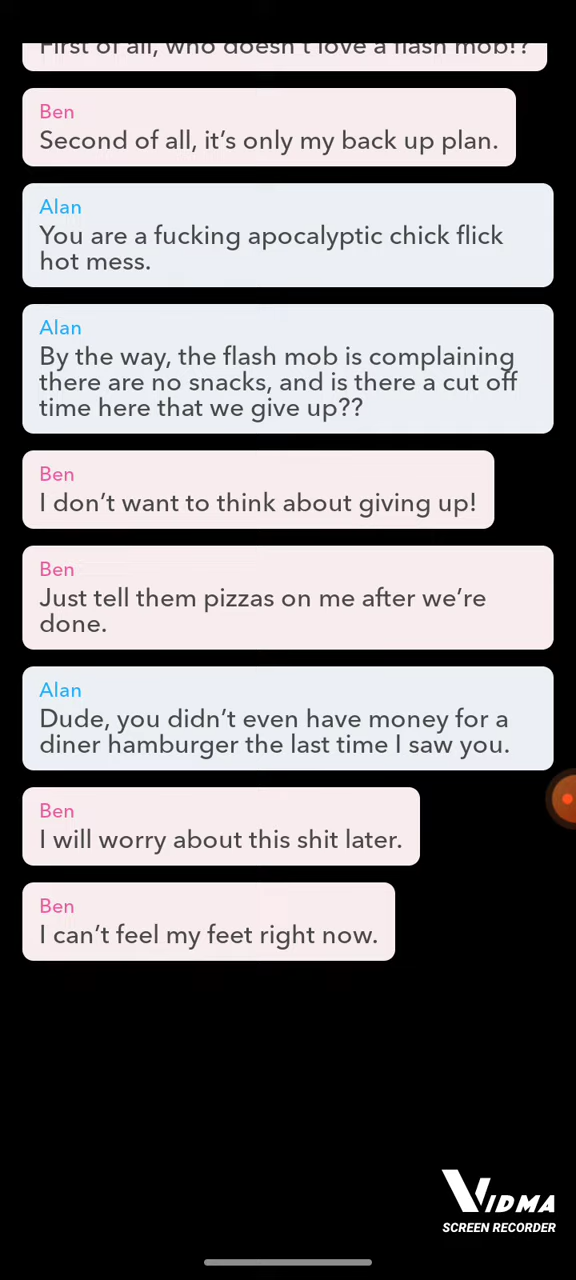 First of all, who doesn't love a flash mob!?
Ben
Second of all, it's only my back up plan.
Alan
You are a fucking apocalyptic chick flick
hot mess.
Alan
By the way, the flash mob is complaining
there are no snacks, and is there a cut off
time here that we give up??
Ben
I don't want to think about giving up!
Ben
Just tell them pizzas on me after we're
done.
Alan
Dude, you didn't even have money for a
diner hamburger the last time I saw you.
Ben
I will worry about this shit later.
Ben
I can't feel my feet right now.
VIDMA
SCREEN RECORDER